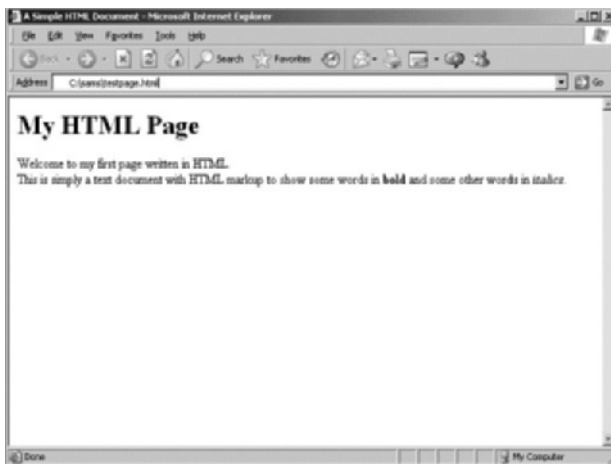 A Simple HTML Document - Microsoft Internet Explorer
File Edit View Favorites Tools Help
Back Search Favorites
Address C:\sams\testpage.html Go
My HTML Page
Welcome to my first page written in HTML.
This is simply a text document with HTML markup to show some words in bold and some other words in italics.
Done My Computer